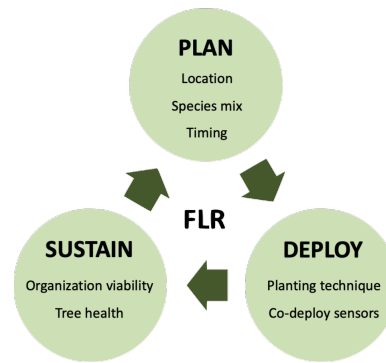 PLAN
Location
Species mix
Timing
FLR
SUSTAIN
Organization viability
Tree health
DEPLOY
Planting technique
Co-deploy sensors